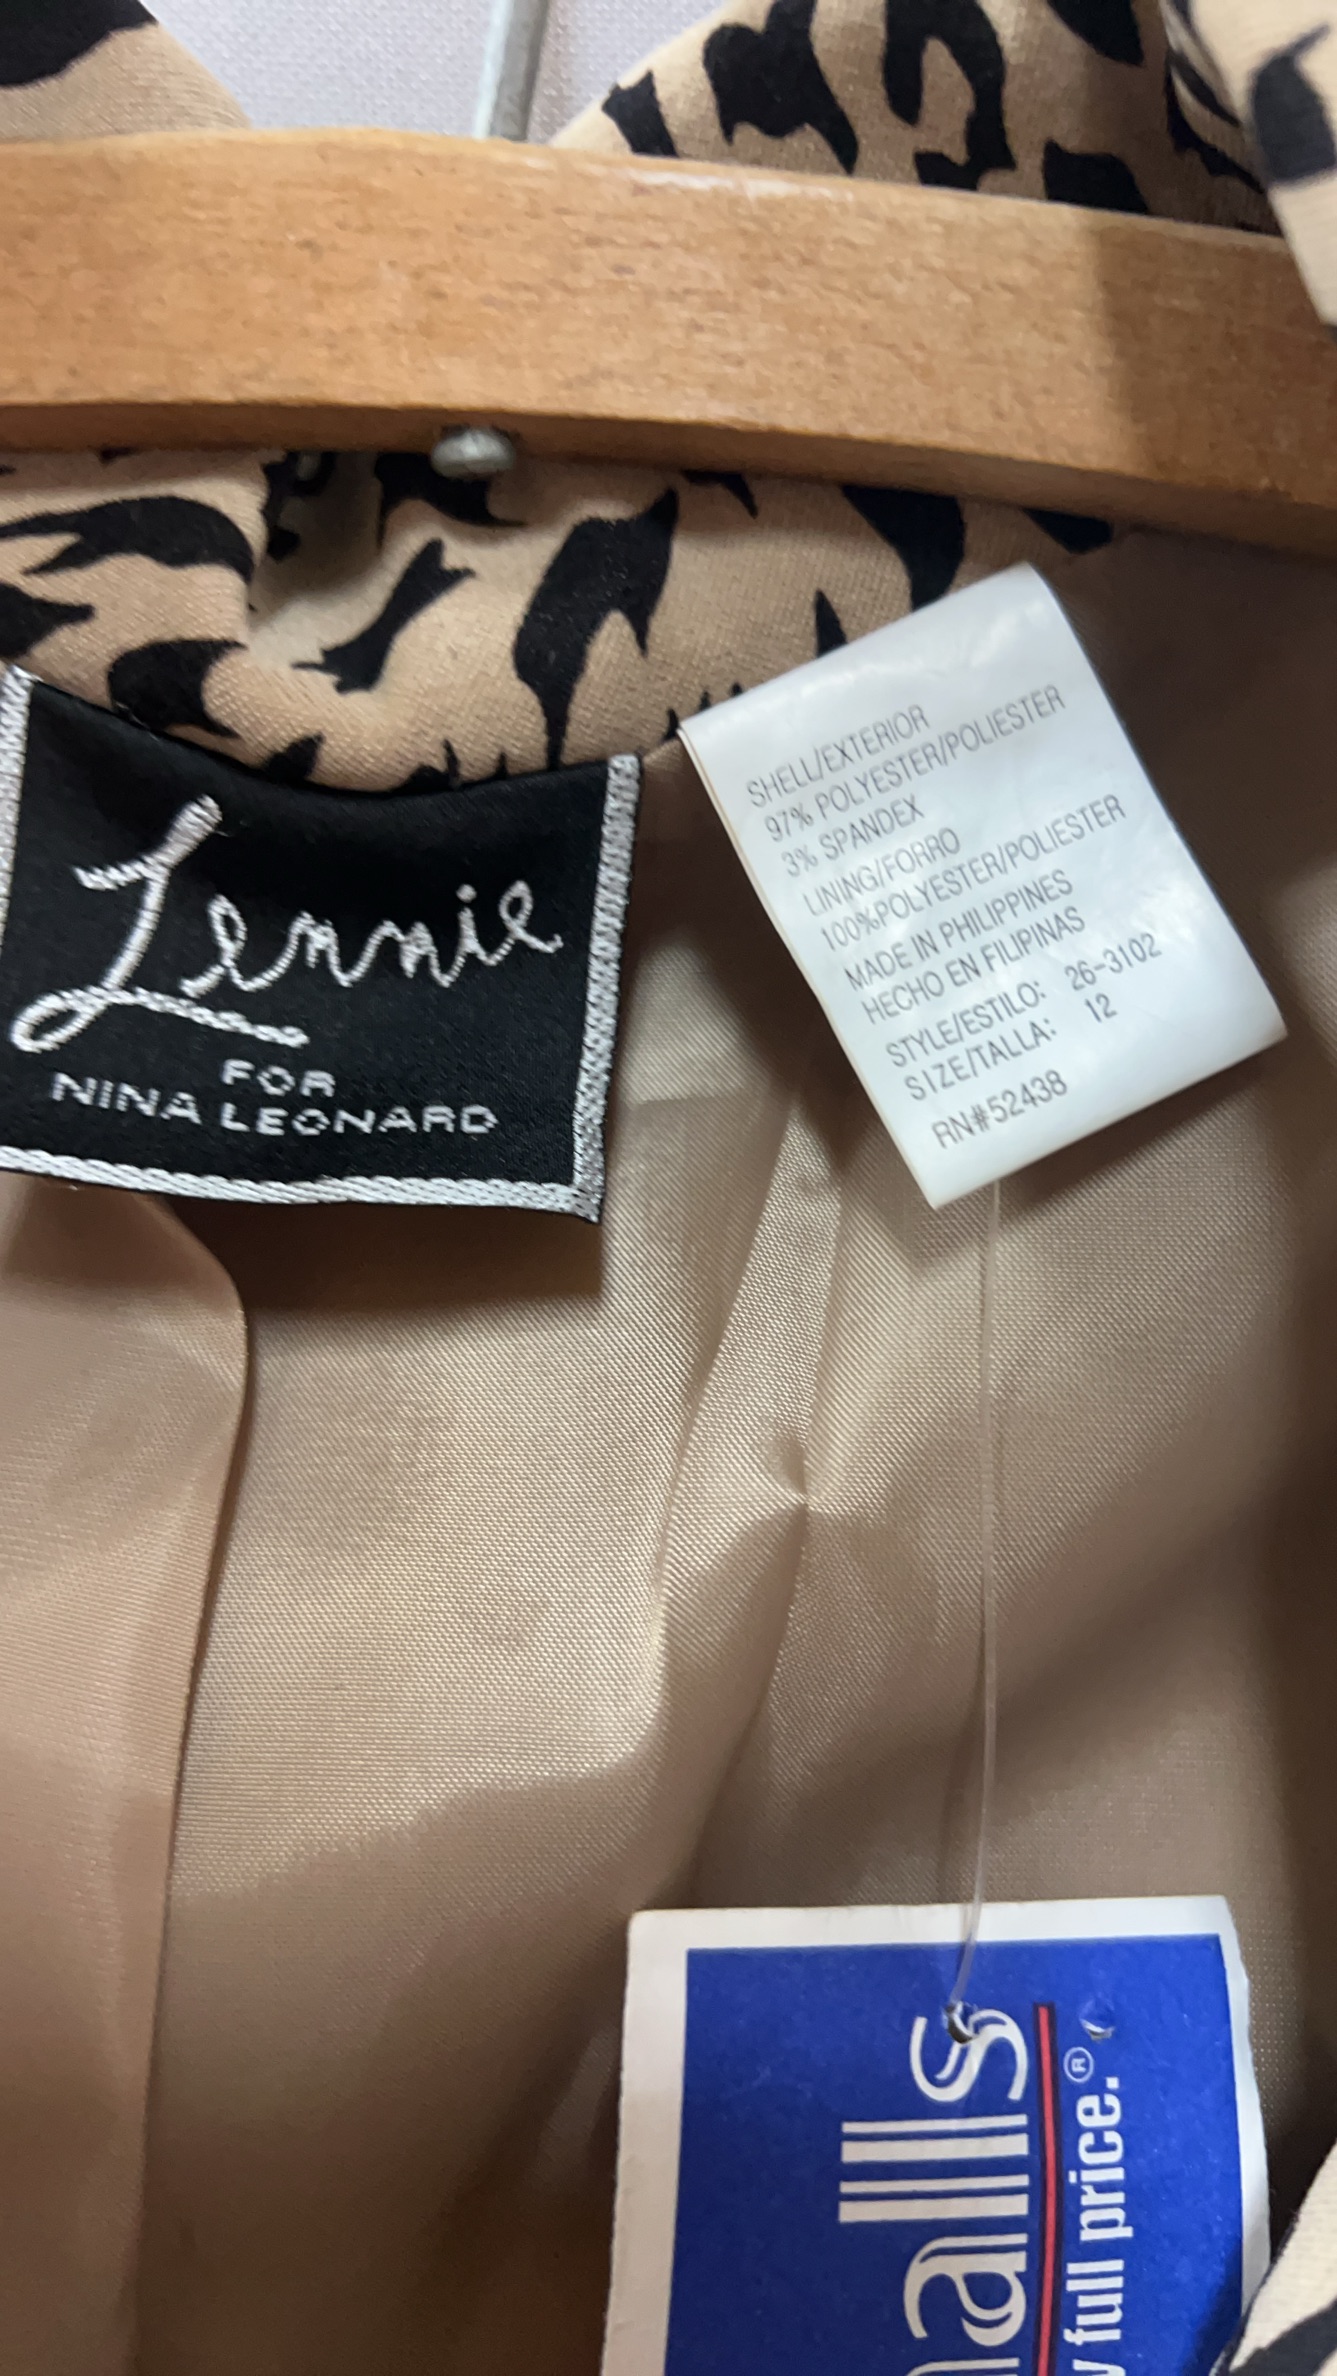 Lennie
FOR
NINA LEONARD
SHELL/EXTERIOR
97% POLYESTER/POLIESTER
3% SPANDEX
LINING/FORRO
100%POLYESTER/POLIESTER
MADE IN PHILIPPINES
HECHO EN FILIPINAS
STYLE/ESTILO: 26-3102
SIZE/TALLA: 12
RN#52438
alls
full price.®